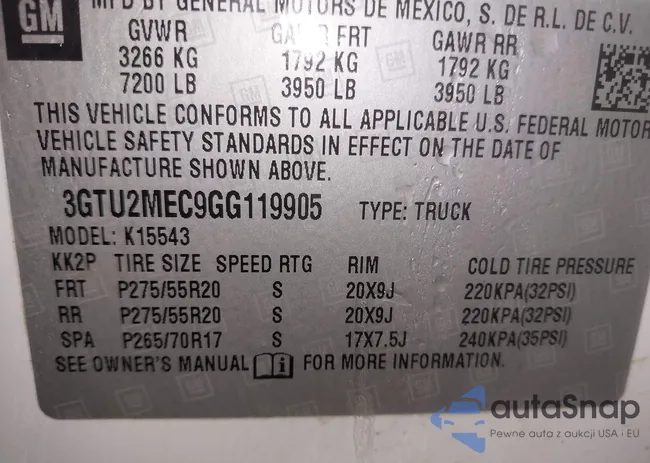 GM
MFD BY GENERAL MOTORS DE MEXICO, S. DE R.L. DE C.V.
GVWR GAWR FRT GAWR RR
3266 KG 1792 KG 1792 KG
7200 LB 3950 LB 3950 LB
THIS VEHICLE CONFORMS TO ALL APPLICABLE U.S. FEDERAL MOTOR
VEHICLE SAFETY STANDARDS IN EFFECT ON THE DATE OF
MANUFACTURE SHOWN ABOVE.
3GTU2MEC9GG119905 TYPE: TRUCK
MODEL: K15543
KK2P TIRE SIZE SPEED RTG RIM COLD TIRE PRESSURE
FRT P275/55R20 S 20X9J 220KPA(32PSI)
RR P275/55R20 S 20X9J 220KPA(32PSI)
SPA P265/70R17 S 17X7.5J 240KPA(35PSI)
SEE OWNER'S MANUAL FOR MORE INFORMATION.
autoSnap
Pewne auta z aukcji USA i EU